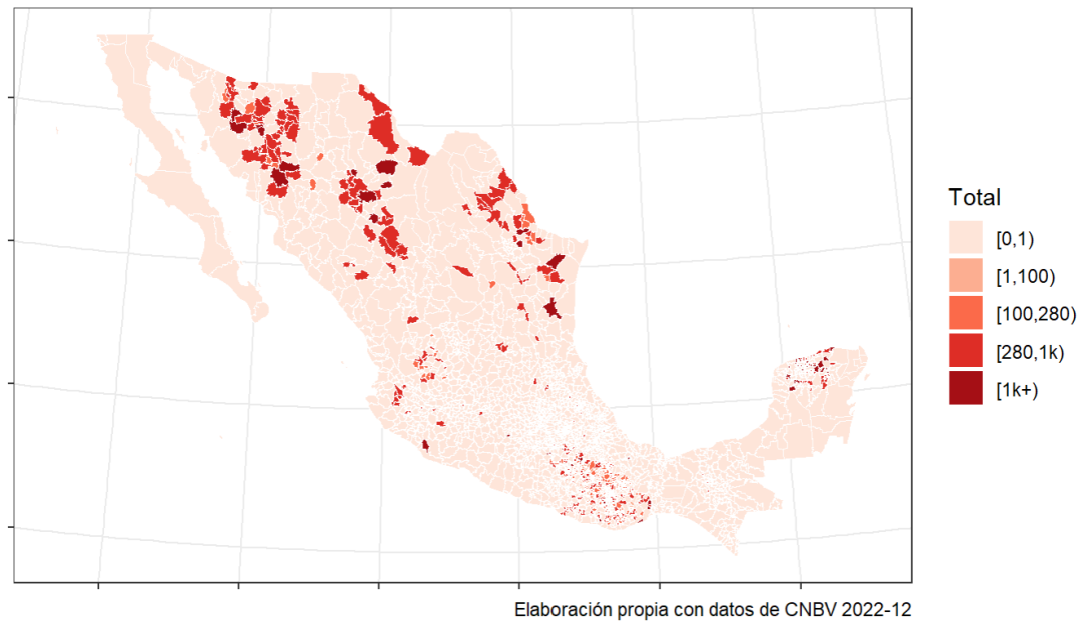 Total
[0,1)
[1,100)
[100,280)
[280,1k)
[1k+)
Elaboración propia con datos de CNBV 2022-12